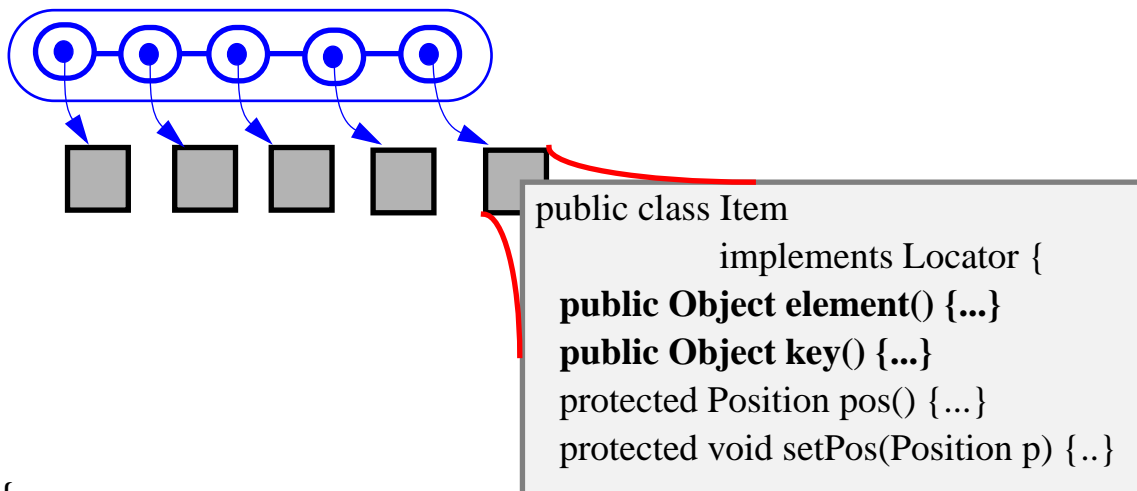 public class Item
implements Locator {
public Object element() {...}
public Object key() {...}
protected Position pos() {...}
protected void setPos(Position p) {..}
{